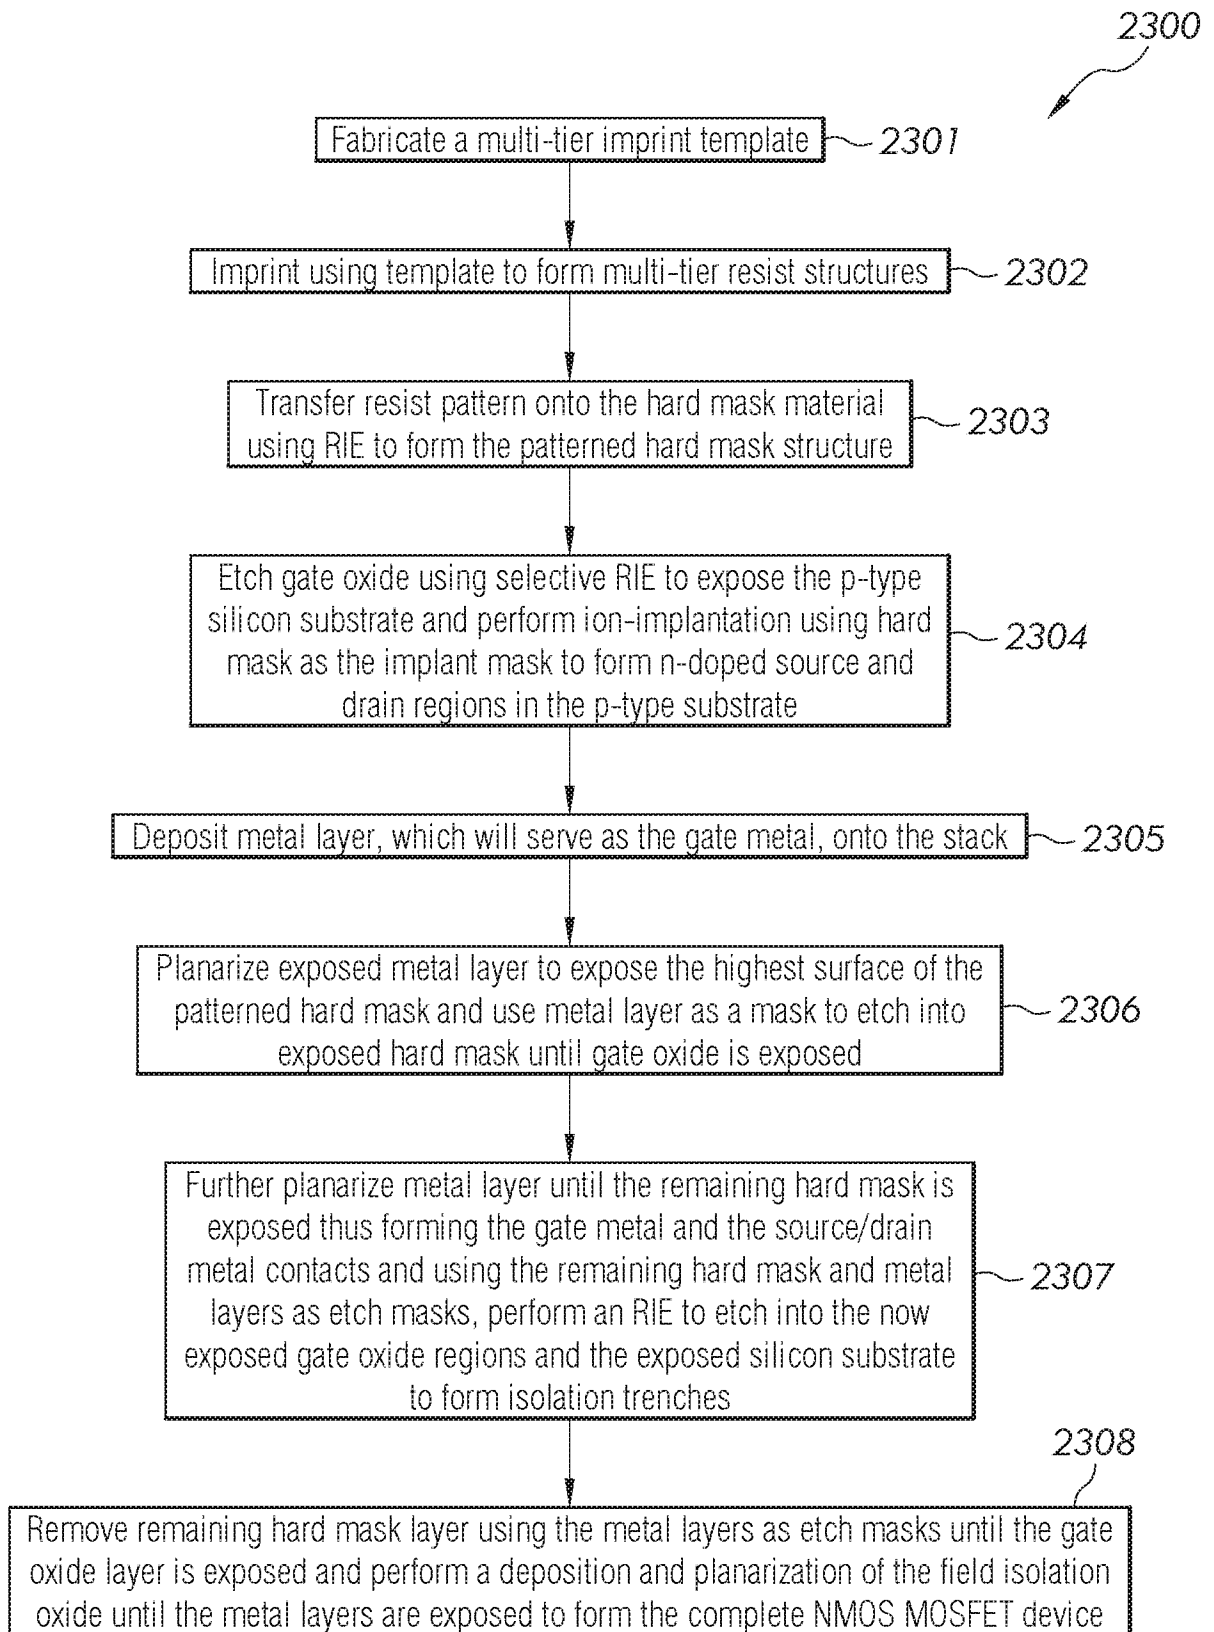 2300
Fabricate a multi-tier imprint template
2301
Imprint using template to form multi-tier resist structures
2302
Transfer resist pattern onto the hard mask material
using RIE to form the patterned hard mask structure
2303
Etch gate oxide using selective RIE to expose the p-type
silicon substrate and perform ion-implantation using hard
mask as the implant mask to form n-doped source and
drain regions in the p-type substrate
2304
Deposit metal layer, which will serve as the gate metal, onto the stack
2305
Planarize exposed metal layer to expose the highest surface of the
patterned hard mask and use metal layer as a mask to etch into
exposed hard mask until gate oxide is exposed
2306
Further planarize metal layer until the remaining hard mask is
exposed thus forming the gate metal and the source/drain
metal contacts and using the remaining hard mask and metal
layers as etch masks, perform an RIE to etch into the now
exposed gate oxide regions and the exposed silicon substrate
to form isolation trenches
2307
2308
Remove remaining hard mask layer using the metal layers as etch masks until the gate
oxide layer is exposed and perform a deposition and planarization of the field isolation
oxide until the metal layers are exposed to form the complete NMOS MOSFET device